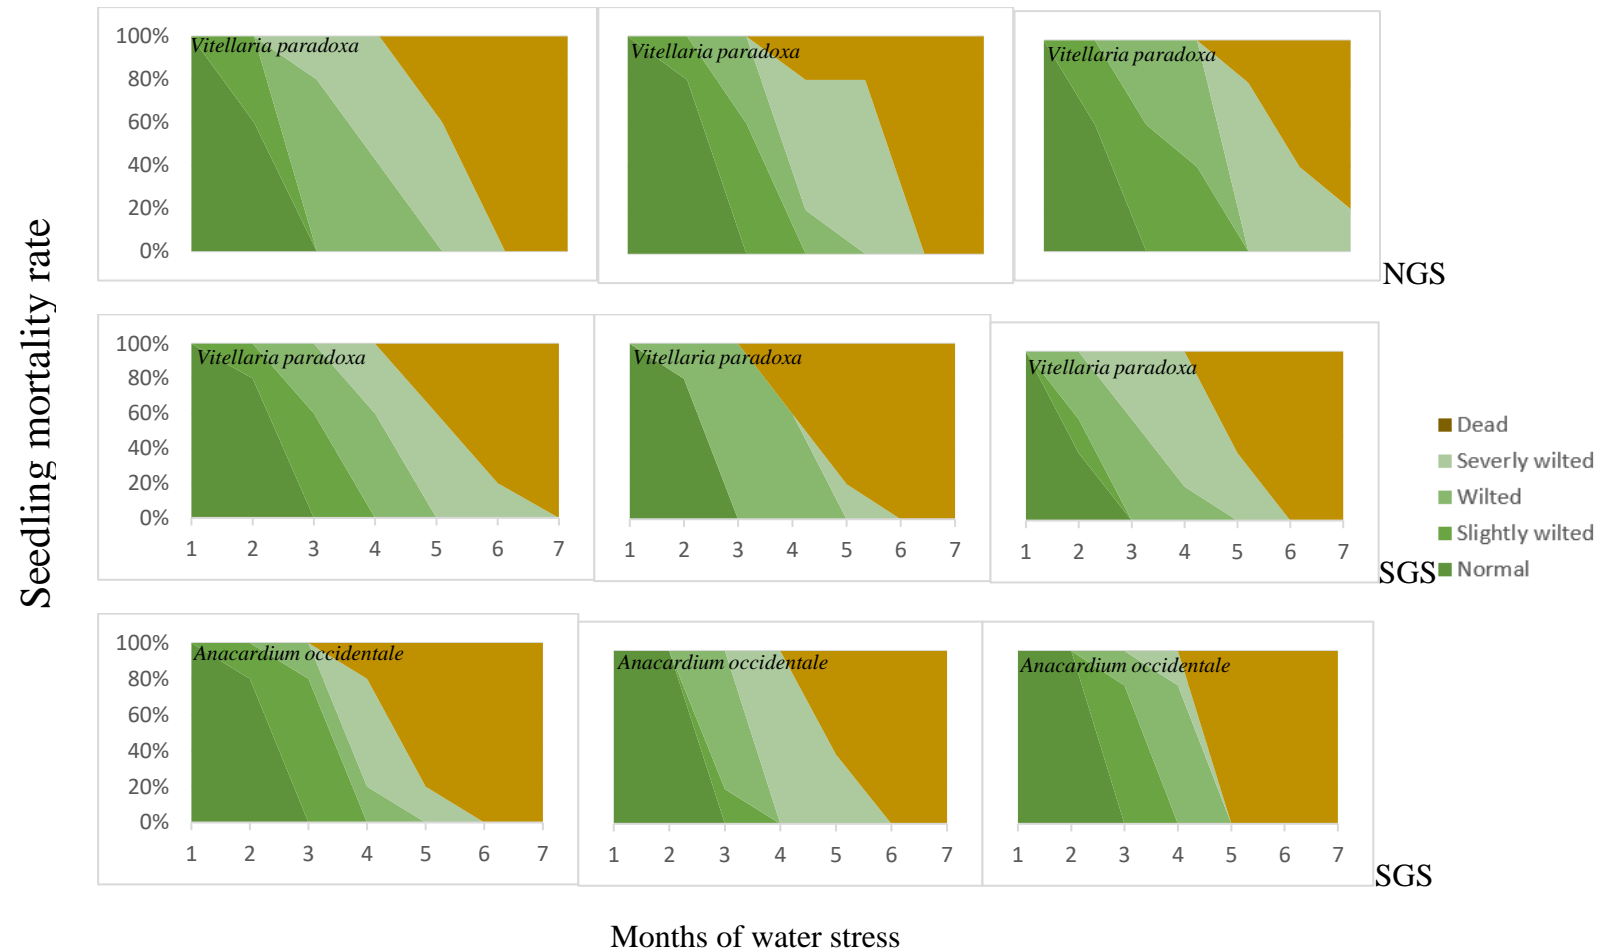 Seedling mortality rate
100%
80%
60%
40%
20%
0%
Vitellaria paradoxa
Vitellaria paradoxa
Vitellaria paradoxa
NGS
100%
80%
60%
40%
20%
0%
Vitellaria paradoxa
1 2 3 4 5 6 7
Vitellaria paradoxa
1 2 3 4 5 6 7
Vitellaria paradoxa
1 2 3 4 5 6 7
SGS
Dead
Severly wilted
Wilted
Slightly wilted
Normal
100%
80%
60%
40%
20%
0%
Anacardium occidentale
1 2 3 4 5 6 7
Anacardium occidentale
1 2 3 4 5 6 7
Anacardium occidentale
1 2 3 4 5 6 7
SGS
Months of water stress